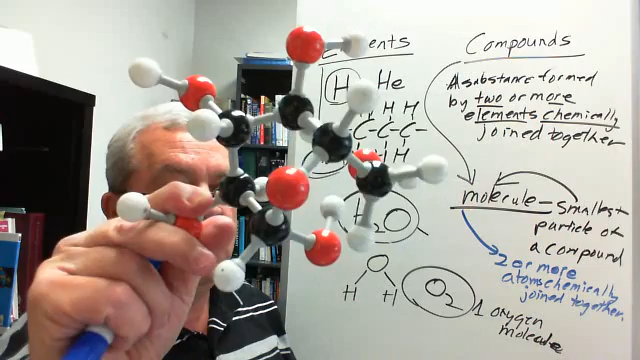 ents
H He
H H
-C-C-C-
H
H2O
O
H H
O2
1 oxygen
molecule
Compounds
A substance formed
by two or more
elements chemically
joined together
molecule - smallest
particle of
a compound
2 or more
atoms chemically
joined together.